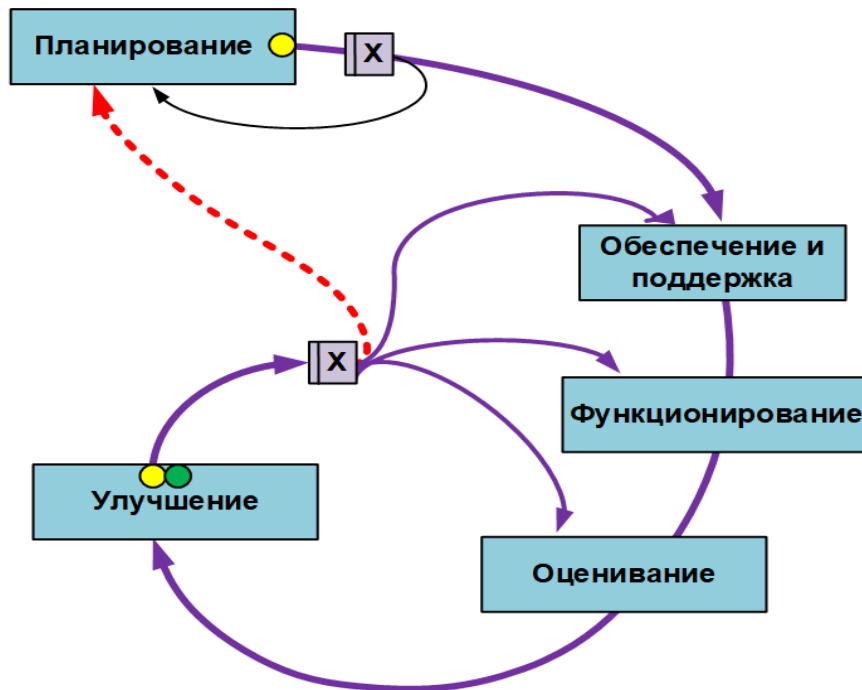 Планирование
X
Обеспечение и
поддержка
X
Функционирование
Улучшение
Оценивание